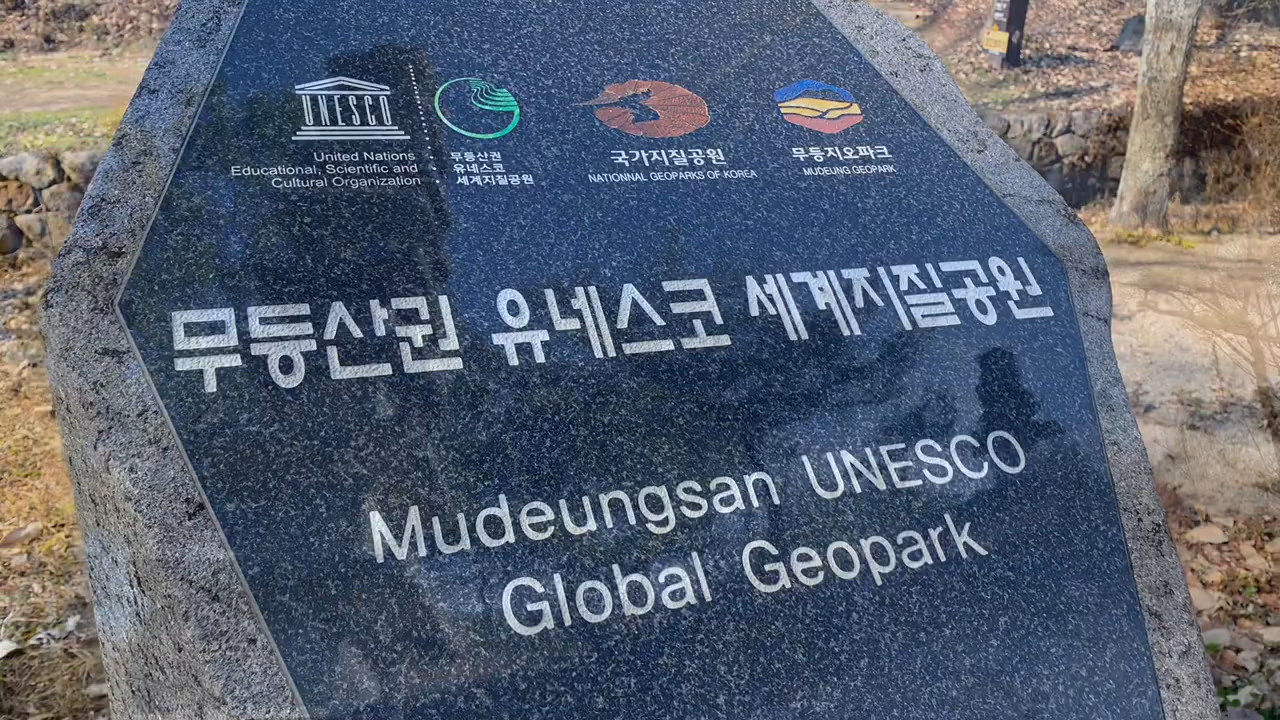 UNESCO
United Nations
Educational, Scientific and
Cultural Organization
무등산권
유네스코
세계지질공원
국가지질공원
NATIONNAL GEOPARKS OF KOREA
무등지오파크
MUDEUNG GEOPARK
무등산권 유네스코 세계지질공원
Mudeungsan UNESCO
Global Geopark